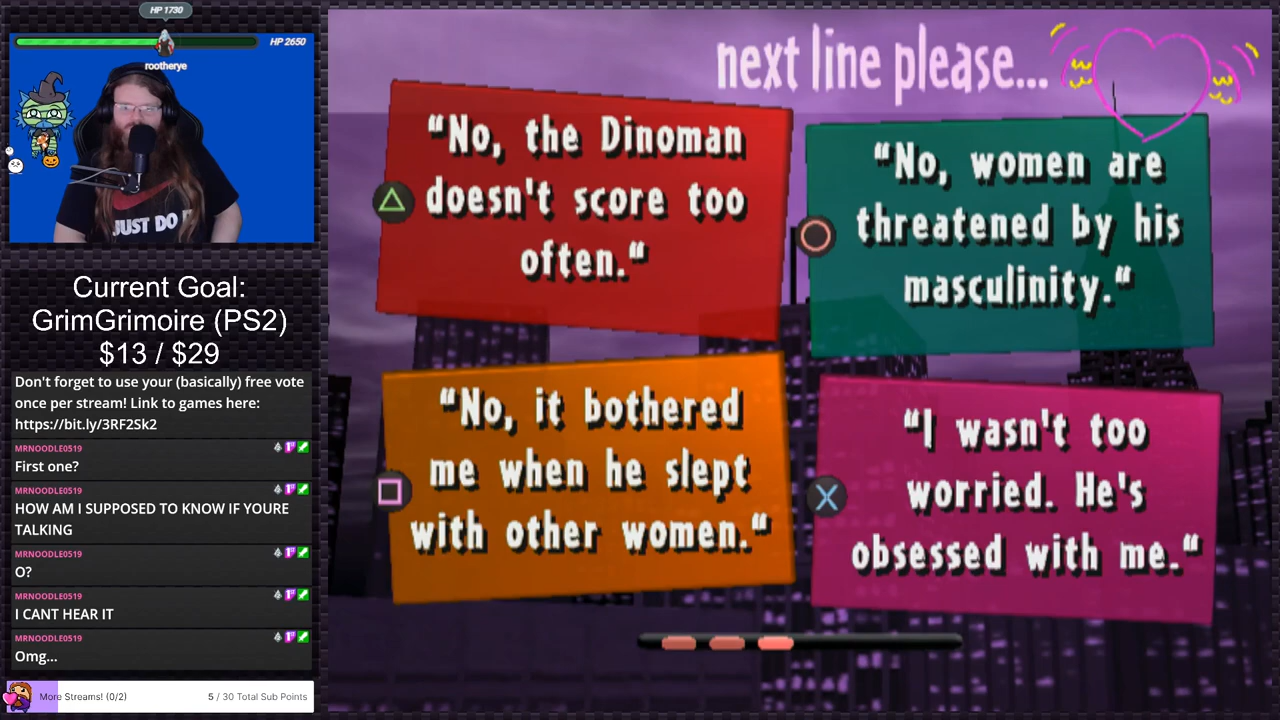 HP 1730
HP 2650
rootherye
JUST DO
Current Goal:
GrimGrimoire (PS2)
$13 / $29
Don't forget to use your (basically) free vote
once per stream! Link to games here:
https://bit.ly/3RF2Sk2
MRNOODLE0519
First one?
MRNOODLE0519
HOW AM I SUPPOSED TO KNOW IF YOURE
TALKING
MRNOODLE0519
O?
MRNOODLE0519
I CANT HEAR IT
MRNOODLE0519
Omg...
More Streams! (0/2)
5 / 30 Total Sub Points
next line please...
"No, the Dinoman
doesn't score too
often."
"No, women are
threatened by his
masculinity."
"No, it bothered
me when he slept
with other women."
"I wasn't too
worried. He's
obsessed with me."